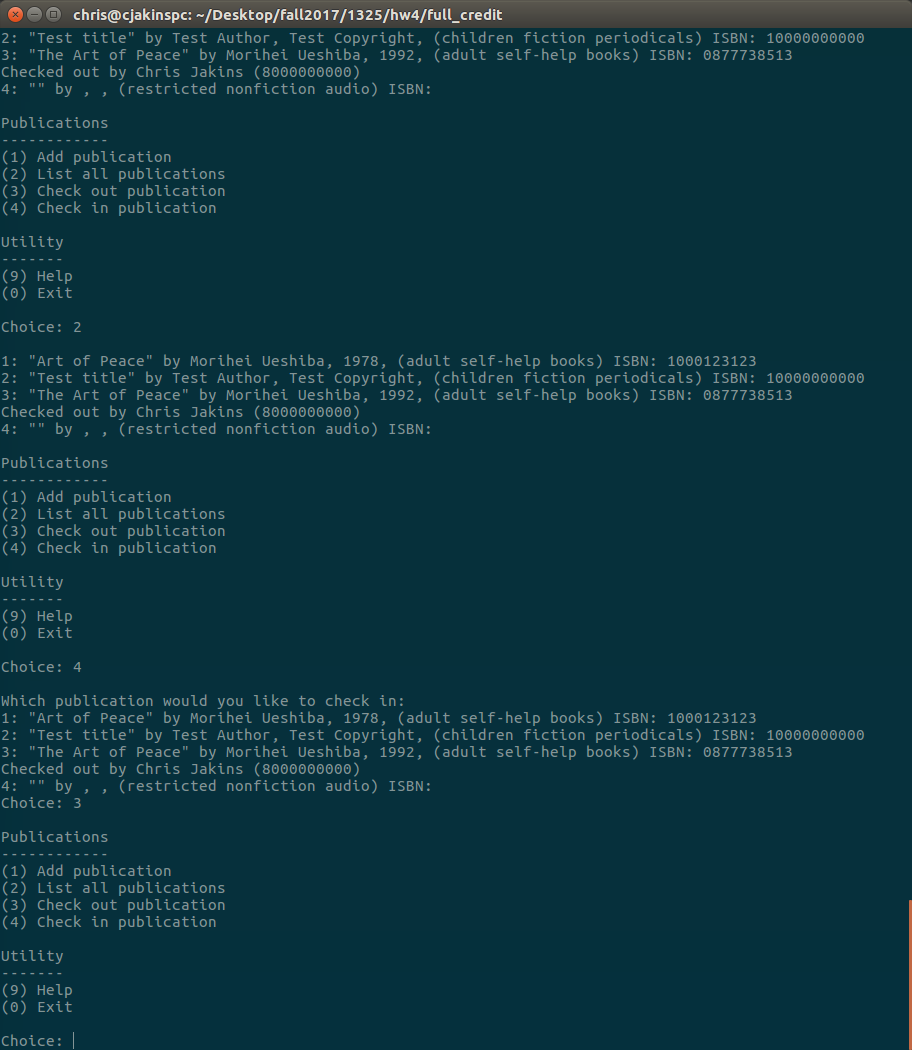 chris@cjakinspc: ~/Desktop/fall2017/1325/hw4/full_credit
2: "Test title" by Test Author, Test Copyright, (children fiction periodicals) ISBN: 10000000000
3: "The Art of Peace" by Morihei Ueshiba, 1992, (adult self-help books) ISBN: 0877738513
Checked out by Chris Jakins (8000000000)
4: "" by , , (restricted nonfiction audio) ISBN:

Publications
------------
(1) Add publication
(2) List all publications
(3) Check out publication
(4) Check in publication

Utility
-------
(9) Help
(0) Exit

Choice: 2

1: "Art of Peace" by Morihei Ueshiba, 1978, (adult self-help books) ISBN: 1000123123
2: "Test title" by Test Author, Test Copyright, (children fiction periodicals) ISBN: 10000000000
3: "The Art of Peace" by Morihei Ueshiba, 1992, (adult self-help books) ISBN: 0877738513
Checked out by Chris Jakins (8000000000)
4: "" by , , (restricted nonfiction audio) ISBN:

Publications
------------
(1) Add publication
(2) List all publications
(3) Check out publication
(4) Check in publication

Utility
-------
(9) Help
(0) Exit

Choice: 4

Which publication would you like to check in:
1: "Art of Peace" by Morihei Ueshiba, 1978, (adult self-help books) ISBN: 1000123123
2: "Test title" by Test Author, Test Copyright, (children fiction periodicals) ISBN: 10000000000
3: "The Art of Peace" by Morihei Ueshiba, 1992, (adult self-help books) ISBN: 0877738513
Checked out by Chris Jakins (8000000000)
4: "" by , , (restricted nonfiction audio) ISBN:
Choice: 3

Publications
------------
(1) Add publication
(2) List all publications
(3) Check out publication
(4) Check in publication

Utility
-------
(9) Help
(0) Exit

Choice: